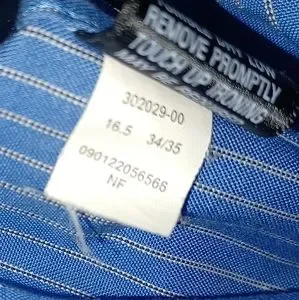 REMOVE PROMPTLY
TOUCH UP IRONING
302029-00
16.5 34/35
090122056566
NF